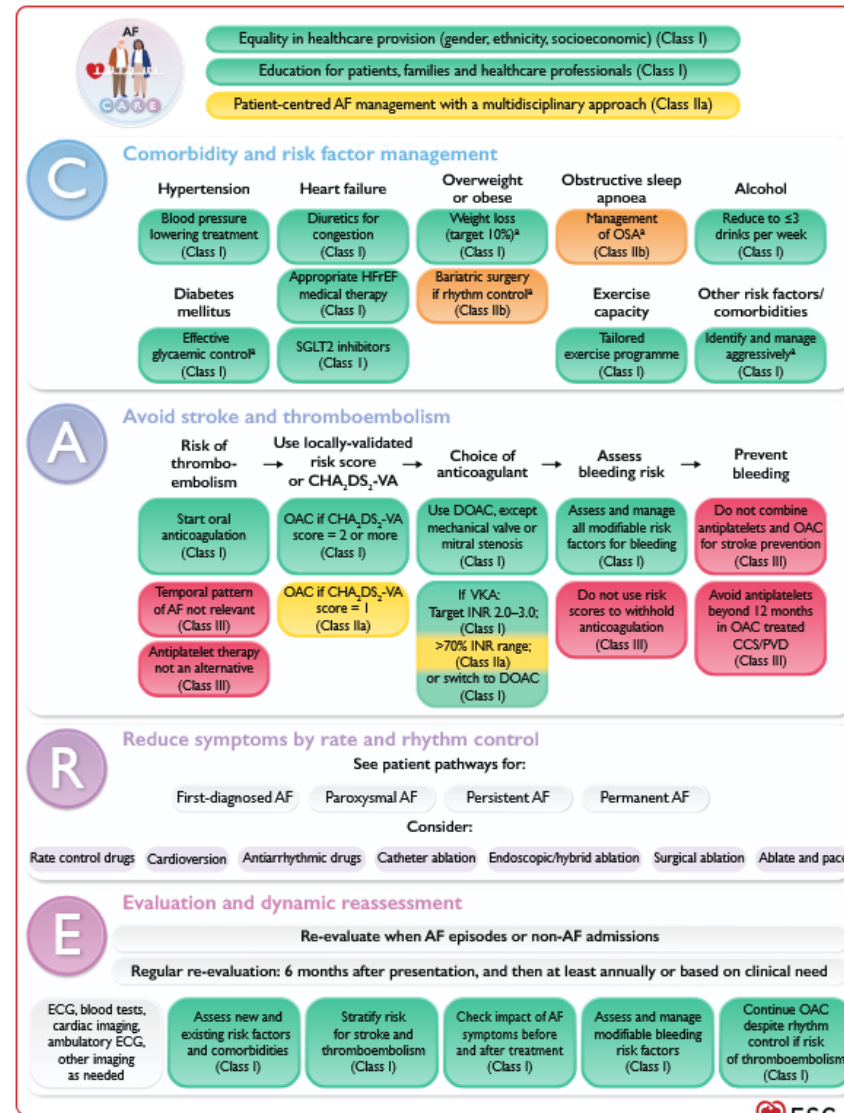 AF
CARE
Equality in healthcare provision (gender, ethnicity, socioeconomic) (Class I)
Education for patients, families and healthcare professionals (Class I)
Patient-centred AF management with a multidisciplinary approach (Class IIa)
C
Comorbidity and risk factor management
Hypertension
Blood pressure
lowering treatment
(Class I)
Heart failure
Diuretics for
congestion
(Class I)
Overweight
or obese
Weight loss
(target 10%)ᵃ
(Class I)
Obstructive sleep
apnoea
Management
of OSAᵃ
(Class IIb)
Alcohol
Reduce to ≤3
drinks per week
(Class I)
Diabetes
mellitus
Effective
glycaemic controlᵃ
(Class I)
Appropriate HFrEF
medical therapy
(Class I)
SGLT2 inhibitors
(Class I)
Bariatric surgery
if rhythm controlᵃ
(Class IIb)
Exercise
capacity
Tailored
exercise programme
(Class I)
Other risk factors/
comorbidities
Identify and manage
aggressivelyᵃ
(Class I)
A
Avoid stroke and thromboembolism
Risk of
thrombo-
embolism
→
Use locally-validated
risk score
or CHA₂DS₂-VA
→
Choice of
anticoagulant
→
Assess
bleeding risk
→
Prevent
bleeding
Start oral
anticoagulation
(Class I)
OAC if CHA₂DS₂-VA
score = 2 or more
(Class I)
Use DOAC, except
mechanical valve or
mitral stenosis
(Class I)
Assess and manage
all modifiable risk
factors for bleeding
(Class I)
Do not combine
antiplatelets and OAC
for stroke prevention
(Class III)
Temporal pattern
of AF not relevant
(Class III)
Antiplatelet therapy
not an alternative
(Class III)
OAC if CHA₂DS₂-VA
score = 1
(Class IIa)
If VKA:
Target INR 2.0–3.0;
(Class I)
>70% INR range;
(Class IIa)
or switch to DOAC
(Class I)
Do not use risk
scores to withhold
anticoagulation
(Class III)
Avoid antiplatelets
beyond 12 months
in OAC treated
CCS/PVD
(Class III)
R
Reduce symptoms by rate and rhythm control
See patient pathways for:
First-diagnosed AF
Paroxysmal AF
Persistent AF
Permanent AF
Consider:
Rate control drugs
Cardioversion
Antiarrhythmic drugs
Catheter ablation
Endoscopic/hybrid ablation
Surgical ablation
Ablate and pace
E
Evaluation and dynamic reassessment
Re-evaluate when AF episodes or non-AF admissions
Regular re-evaluation: 6 months after presentation, and then at least annually or based on clinical need
ECG, blood tests,
cardiac imaging,
ambulatory ECG,
other imaging
as needed
Assess new and
existing risk factors
and comorbidities
(Class I)
Stratify risk
for stroke and
thromboembolism
(Class I)
Check impact of AF
symptoms before
and after treatment
(Class I)
Assess and manage
modifiable bleeding
risk factors
(Class I)
Continue OAC
despite rhythm
control if risk
of thromboembolism
(Class I)
ESC